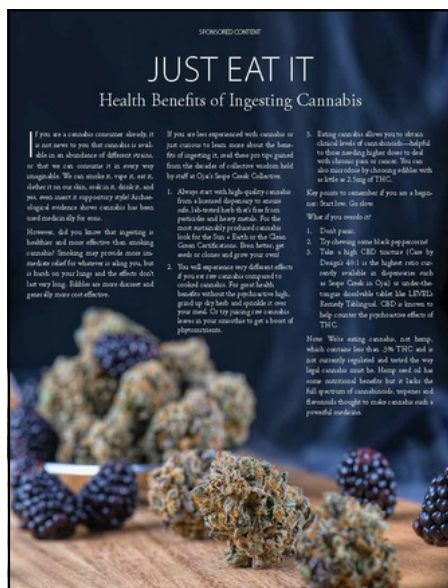 SPONSORED CONTENT
JUST EAT IT
Health Benefits of Ingesting Cannabis
If you are a cannabis consumer already, it
is not news to you that cannabis is avail-
able in an abundance of different strains,
or that we can consume it in every way
imaginable. We can smoke it, vape it, eat it,
slather it on our skin, soak in it, drink it, and
yes, even insert it suppository style! Archae-
ological evidence shows cannabis has been
used medicinally for eons.
However, did you know that ingesting is
healthier and more effective than smoking
cannabis? Smoking may provide more im-
mediate relief for whatever is ailing you, but
is harsh on your lungs and the effects don't
last very long. Edibles are more discreet and
generally more cost effective.
If you are less experienced with cannabis or
just curious to learn more about the bene-
fits of ingesting it, read these pro tips gained
from the decades of collective wisdom held
by staff at Ojai's Sespe Creek Collective.
1. Always start with high-quality cannabis
from a licensed dispensary to ensure
safe, lab-tested herb that's free from
pesticides and heavy metals. For the
most sustainably produced cannabis
look for the Sun + Earth or the Clean
Green Certifications. Even better, get
seeds or clones and grow your own!
2. You will experience very different effects
if you eat raw cannabis compared to
cooked cannabis. For great health
benefits without the psychoactive high,
grind up dry herb and sprinkle it over
your meal. Or try juicing raw cannabis
leaves in your smoothie to get a boost of
phytonutrients.
3. Eating cannabis allows you to obtain
clinical levels of cannabinoids—helpful
to those needing higher doses to deal
with chronic pain or cancer. You can
also microdose by choosing edibles with
as little as 2.5mg of THC.
Key points to remember if you are a begin-
ner: Start low. Go slow.
What if you overdo it?
1. Don't panic.
2. Try chewing some black peppercorns!
3. Take a high CBD tincture (Care by
Design's 40:1 is the highest ratio cur-
rently available in dispensaries such
as Sespe Creek in Ojai) or under-the-
tongue dissolvable tablet like LEVEL's
Remedy Tablingual. CBD is known to
help counter the psychoactive effects of
THC.
Note: We're eating cannabis, not hemp,
which contains less than .3% THC and is
not currently regulated and tested the way
legal cannabis must be. Hemp seed oil has
some nutritional benefits but it lacks the
full spectrum of cannabinoids, terpenes and
flavonoids thought to make cannabis such a
powerful medicine.